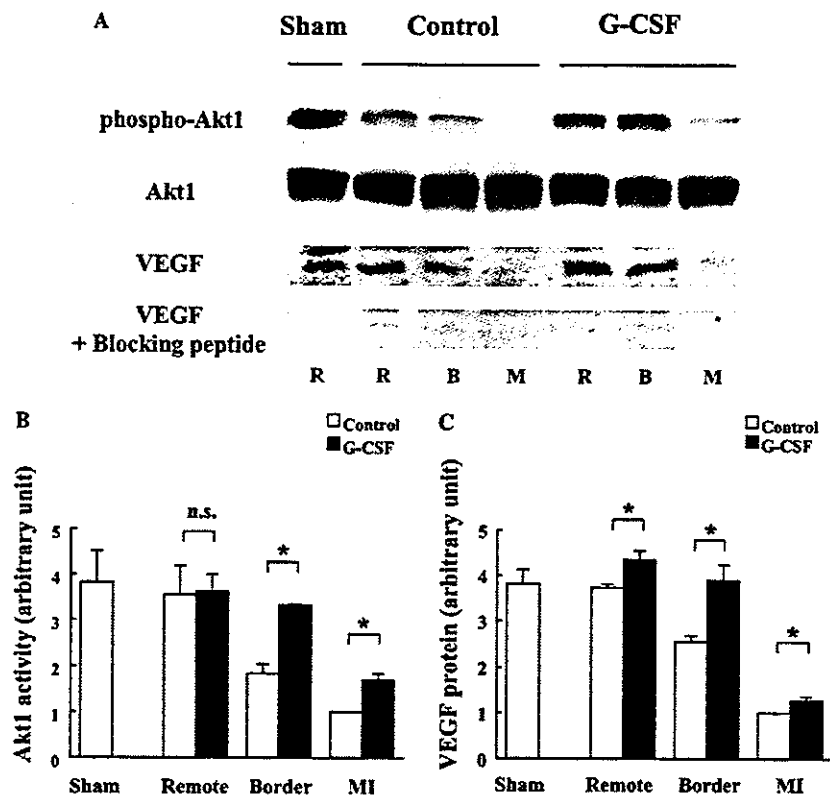 A
Sham Control G-CSF
phospho-Akt1
Akt1
VEGF
VEGF
+ Blocking peptide
R R B M R B M
B
Control
G-CSF
Akt1 activity (arbitrary unit)
5
4
3
2
1
0
n.s.
*
*
Sham Remote Border MI
C
Control
G-CSF
VEGF protein (arbitrary unit)
5
4
3
2
1
0
*
*
*
Sham Remote Border MI